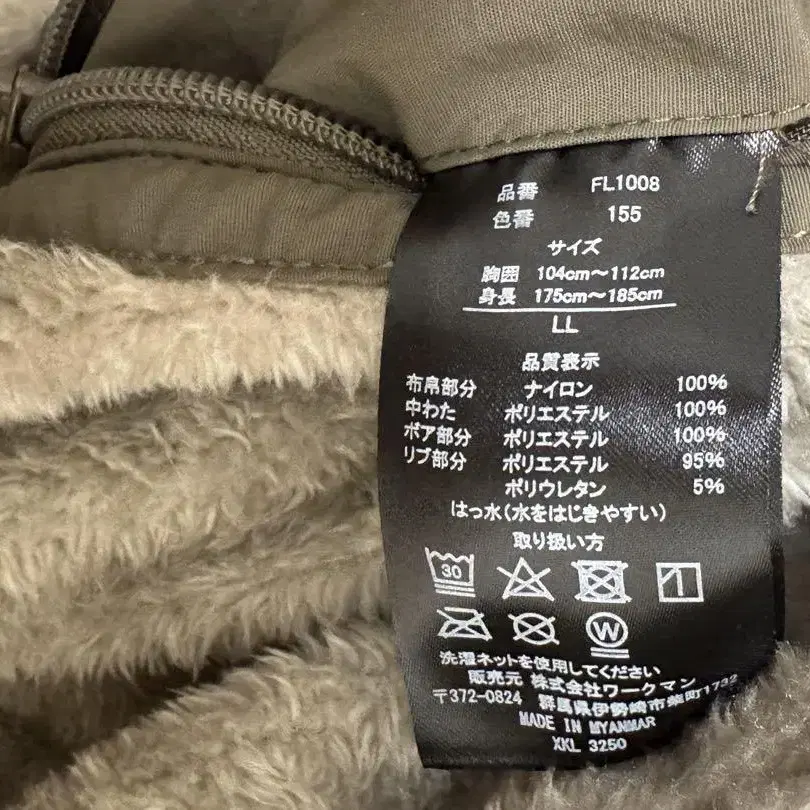 品番 FL1008
色番 155
サイズ
胸囲 104cm～112cm
身長 175cm～185cm
LL
品質表示
布帛部分 ナイロン 100%
中わた ポリエステル 100%
ボア部分 ポリエステル 100%
リブ部分 ポリエステル 95%
ポリウレタン 5%
はっ水(水をはじきやすい)
取り扱い方
30
W
洗濯ネットを使用してください
販売元 株式会社ワークマン
〒372-0824 群馬県伊勢崎市柴町1732
MADE IN MYANMAR
XKL 3250